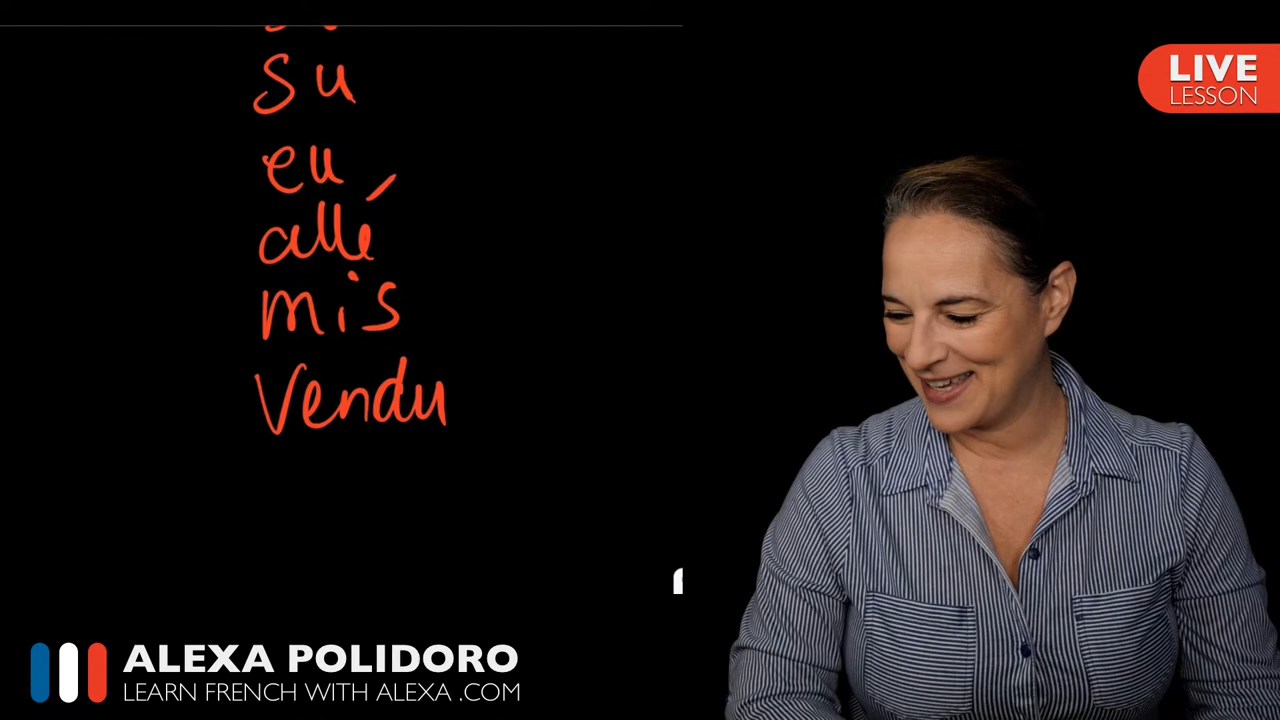 su
eu
allé
mis
Vendu
LIVE
LESSON
ALEXA POLIDORO
LEARN FRENCH WITH ALEXA .COM